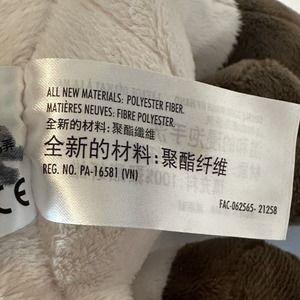 ALL NEW MATERIALS: POLYESTER FIBER.
MATIÈRES NEUVES: FIBRE POLYESTER.
全新的材料: 聚酯纖維
全新的材料: 聚酯纤维
REG. NO. PA-16581 (VN)
FAC-062565- 21258
CE